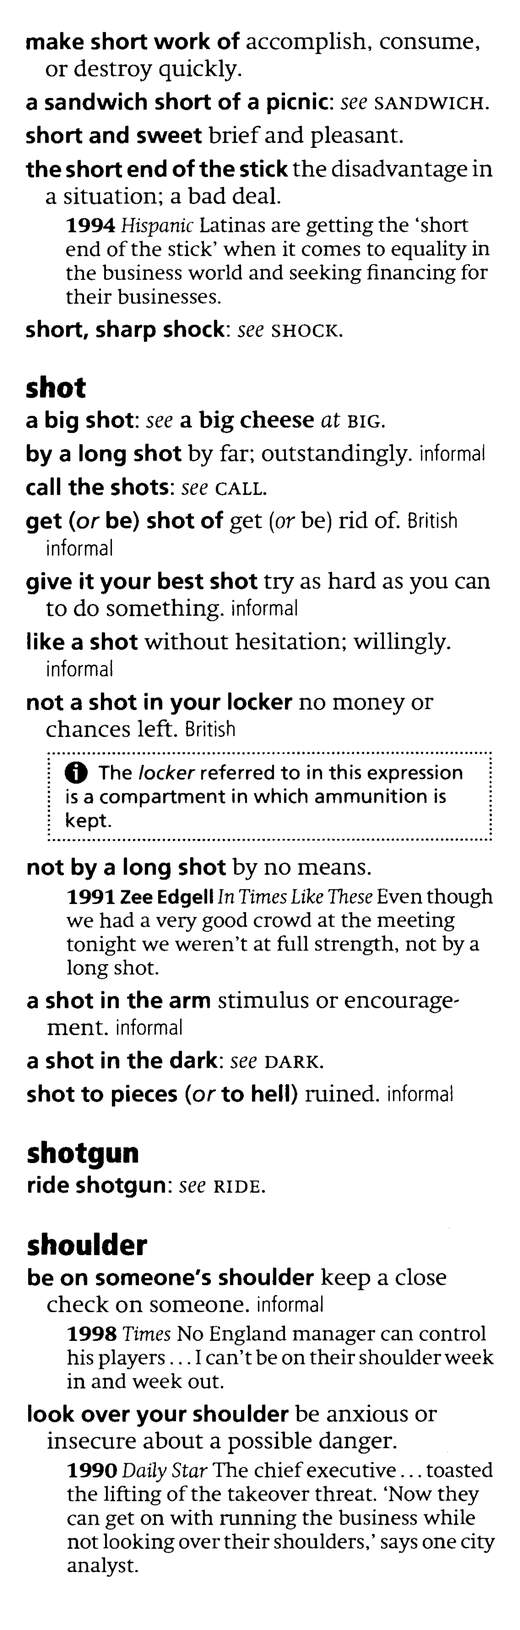 make short work of accomplish, consume,
or destroy quickly.
a sandwich short of a picnic: see SANDWICH.
short and sweet brief and pleasant.
the short end of the stick the disadvantage in
a situation; a bad deal.
1994 Hispanic Latinas are getting the ‘short
end of the stick’ when it comes to equality in
the business world and seeking financing for
their businesses.
short, sharp shock: see SHOCK.
shot
a big shot: see a big cheese at BIG.
by a long shot by far; outstandingly. informal
call the shots: see CALL.
get (or be) shot of get (or be) rid of. British
informal
give it your best shot try as hard as you can
to do something. informal
like a shot without hesitation; willingly.
informal
not a shot in your locker no money or
chances left. British
i The locker referred to in this expression
is a compartment in which ammunition is
kept.
not by a long shot by no means.
1991 Zee Edgell In Times Like These Even though
we had a very good crowd at the meeting
tonight we weren’t at full strength, not by a
long shot.
a shot in the arm stimulus or encourage-
ment. informal
a shot in the dark: see DARK.
shot to pieces (or to hell) ruined. informal
shotgun
ride shotgun: see RIDE.
shoulder
be on someone’s shoulder keep a close
check on someone. informal
1998 Times No England manager can control
his players . . . I can’t be on their shoulder week
in and week out.
look over your shoulder be anxious or
insecure about a possible danger.
1990 Daily Star The chief executive . . . toasted
the lifting of the takeover threat. ‘Now they
can get on with running the business while
not looking over their shoulders,’ says one city
analyst.